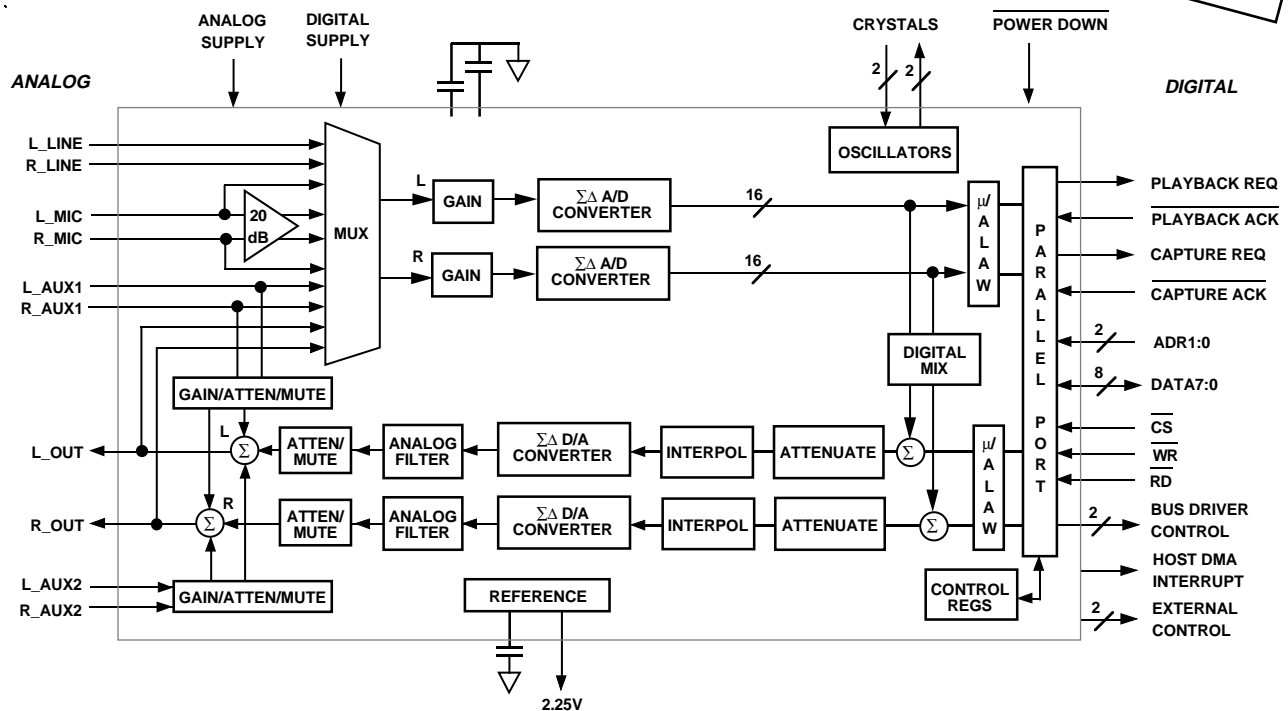 ANALOG
SUPPLY
DIGITAL
SUPPLY
CRYSTALS
POWER DOWN
ANALOG
DIGITAL
2
2
L_LINE
R_LINE
L_MIC
R_MIC
L_AUX1
R_AUX1
20
dB
MUX
L
GAIN
ΣΔ A/D
CONVERTER
16
R
GAIN
ΣΔ A/D
CONVERTER
16
OSCILLATORS
μ/
A
L
A
W
P
A
R
A
L
L
E
L
P
O
R
T
PLAYBACK REQ
PLAYBACK ACK
CAPTURE REQ
CAPTURE ACK
2
ADR1:0
8
DATA7:0
CS
WR
RD
2
BUS DRIVER
CONTROL
HOST DMA
INTERRUPT
2
EXTERNAL
CONTROL
DIGITAL
MIX
GAIN/ATTEN/MUTE
L_OUT
L
Σ
ATTEN/
MUTE
ANALOG
FILTER
ΣΔ D/A
CONVERTER
INTERPOL
ATTENUATE
Σ
μ/
A
L
A
W
R_OUT
Σ
R
ATTEN/
MUTE
ANALOG
FILTER
ΣΔ D/A
CONVERTER
INTERPOL
ATTENUATE
Σ
L_AUX2
R_AUX2
GAIN/ATTEN/MUTE
REFERENCE
CONTROL
REGS
2.25V